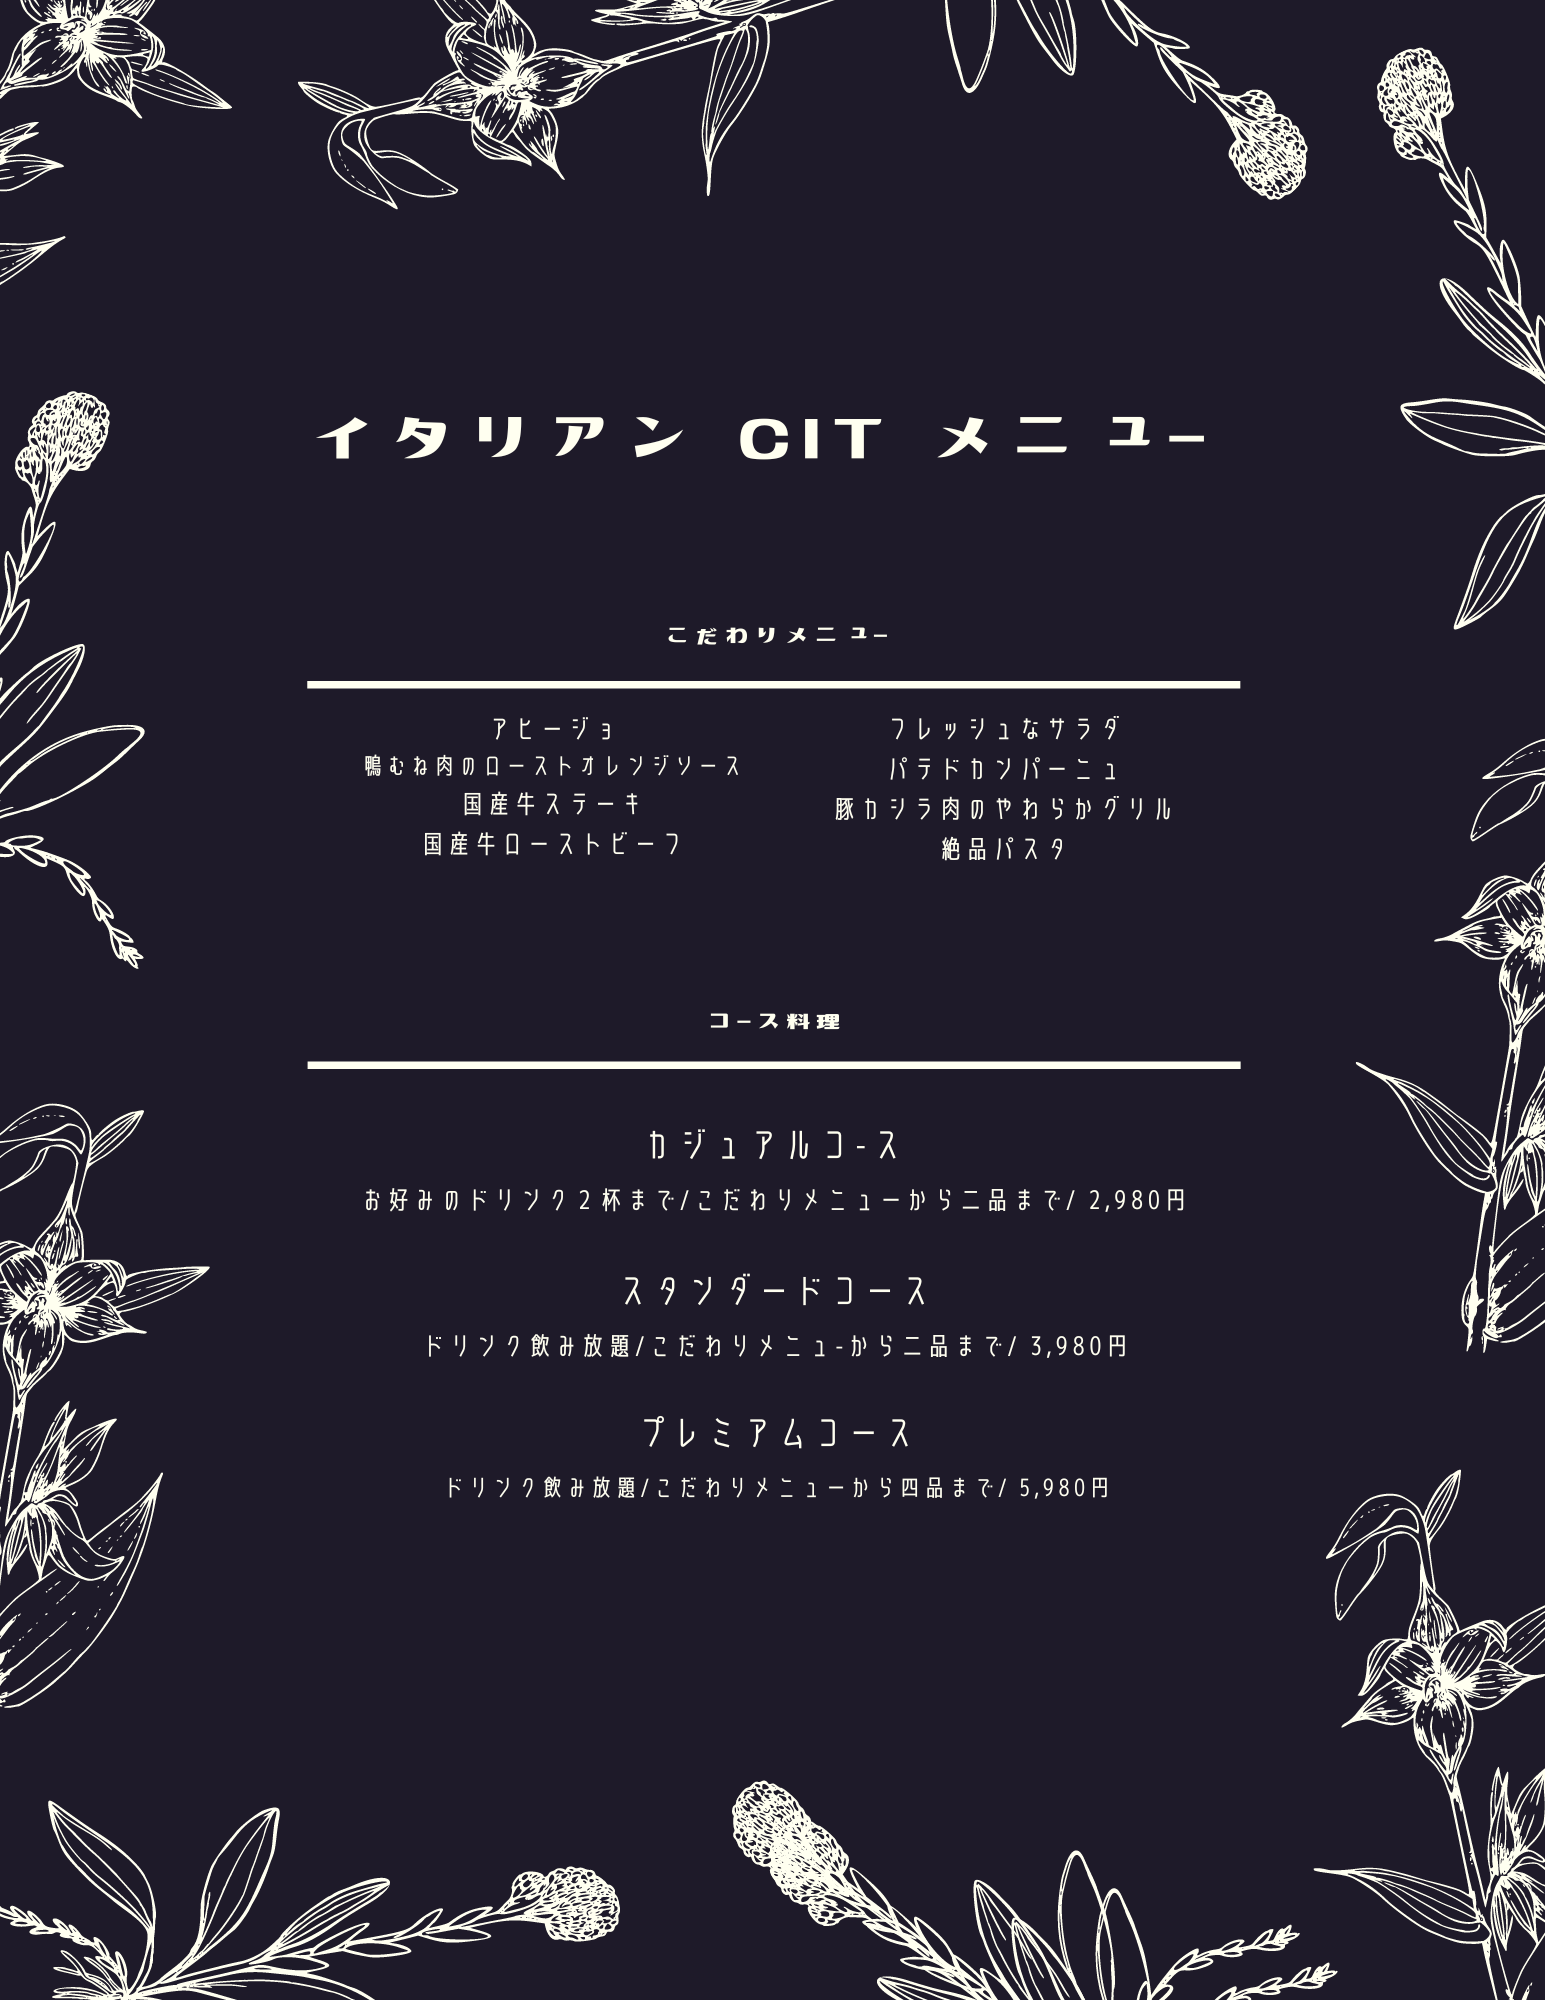 イタリアン CIT メニュー
こだわりメニュー
アヒージョ
鴨むね肉のローストオレンジソース
国産牛ステーキ
国産牛ローストビーフ
フレッシュなサラダ
パテドカンパーニュ
豚カシラ肉のやわらかグリル
絶品パスタ
コース料理
カジュアルコ-ス
お好みのドリンク2杯まで/こだわりメニューから二品まで/ 2,980円
スタンダードコース
ドリンク飲み放題/こだわりメニュ-から二品まで/ 3,980円
プレミアムコース
ドリンク飲み放題/こだわりメニューから四品まで/ 5,980円